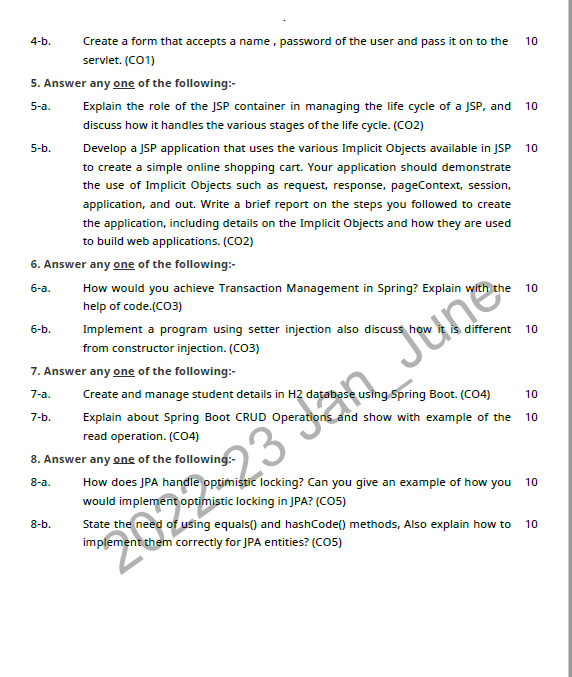 4-b. Create a form that accepts a name , password of the user and pass it on to the 10
servlet. (CO1)
5. Answer any one of the following:-
5-a. Explain the role of the JSP container in managing the life cycle of a JSP, and 10
discuss how it handles the various stages of the life cycle. (CO2)
5-b. Develop a JSP application that uses the various Implicit Objects available in JSP 10
to create a simple online shopping cart. Your application should demonstrate
the use of Implicit Objects such as request, response, pageContext, session,
application, and out. Write a brief report on the steps you followed to create
the application, including details on the Implicit Objects and how they are used
to build web applications. (CO2)
6. Answer any one of the following:-
6-a. How would you achieve Transaction Management in Spring? Explain with the 10
help of code.(CO3)
6-b. Implement a program using setter injection also discuss how it is different 10
from constructor injection. (CO3)
7. Answer any one of the following:-
7-a. Create and manage student details in H2 database using Spring Boot. (CO4) 10
7-b. Explain about Spring Boot CRUD Operations and show with example of the 10
read operation. (CO4)
8. Answer any one of the following:-
8-a. How does JPA handle optimistic locking? Can you give an example of how you 10
would implement optimistic locking in JPA? (CO5)
8-b. State the need of using equals() and hashCode() methods, Also explain how to 10
implement them correctly for JPA entities? (CO5)
2022-23 Jan_June